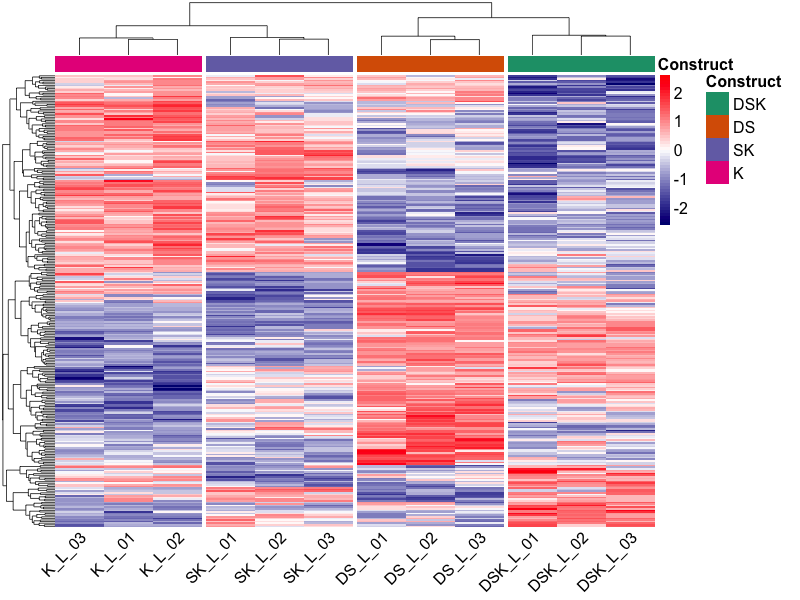 Construct
Construct
2
1
0
-1
-2
DSK
DS
SK
K
K_L_03
K_L_01
K_L_02
SK_L_01
SK_L_02
SK_L_03
DS_L_01
DS_L_02
DS_L_03
DSK_L_01
DSK_L_02
DSK_L_03